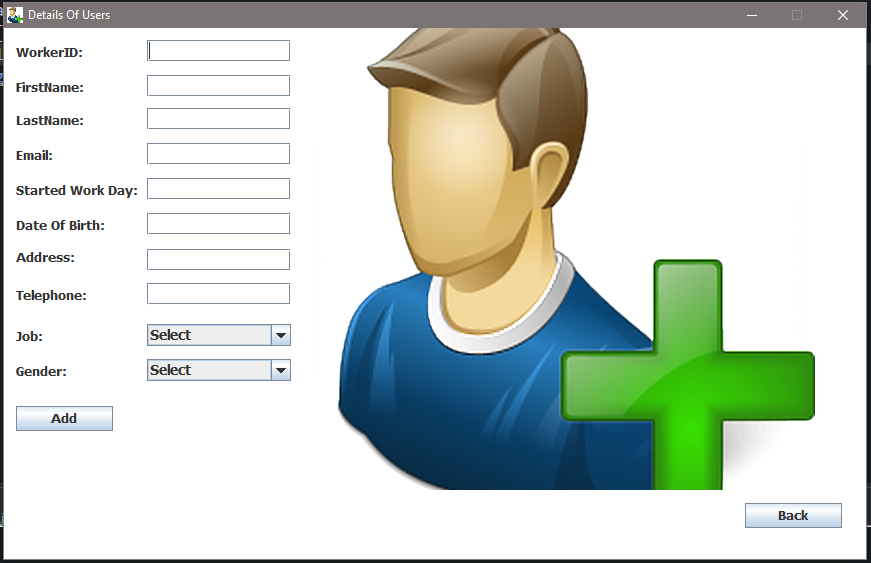 Details Of Users
WorkerID:
FirstName:
LastName:
Email:
Started Work Day:
Date Of Birth:
Address:
Telephone:
Job: Select
Gender: Select
Add
Back